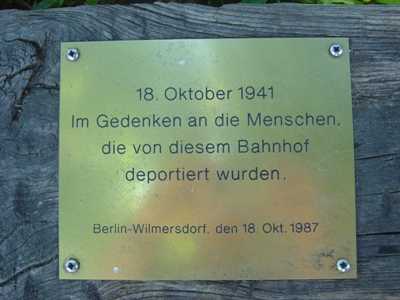 18. Oktober 1941
Im Gedenken an die Menschen,
die von diesem Bahnhof
deportiert wurden.
Berlin-Wilmersdorf, den 18. Okt. 1987